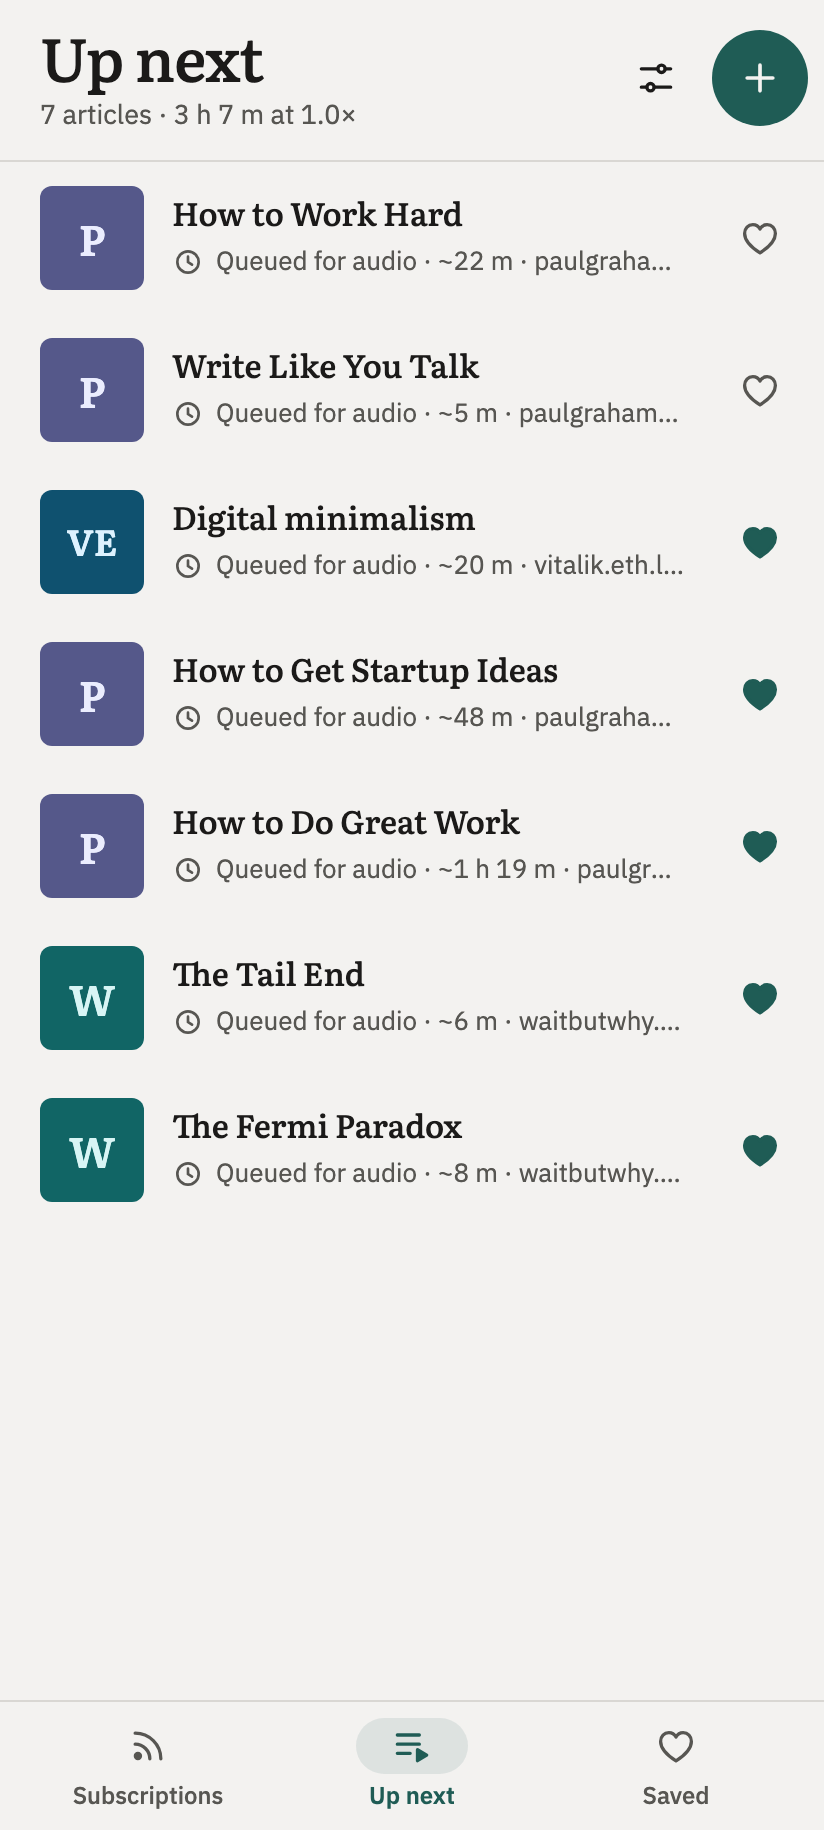 Up next
7 articles · 3 h 7 m at 1.0×
P
How to Work Hard
Queued for audio · ~22 m · paulgraha...
P
Write Like You Talk
Queued for audio · ~5 m · paulgraham...
VE
Digital minimalism
Queued for audio · ~20 m · vitalik.eth.l...
P
How to Get Startup Ideas
Queued for audio · ~48 m · paulgraha...
P
How to Do Great Work
Queued for audio · ~1 h 19 m · paulgr...
W
The Tail End
Queued for audio · ~6 m · waitbutwhy....
W
The Fermi Paradox
Queued for audio · ~8 m · waitbutwhy....
Subscriptions
Up next
Saved